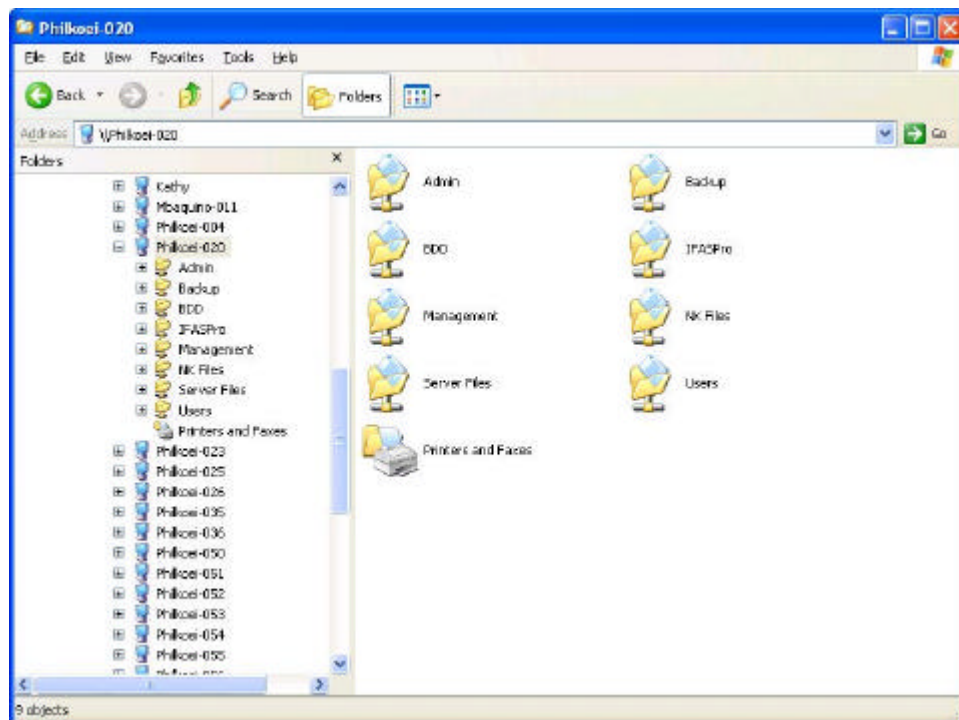 Philkoei-020
File Edit View Favorites Tools Help
Back Search Folders
Address \\Philkoei-020 Go
Folders
Kathy
Mbaquino-011
Philkoei-004
Philkoei-020
Admin
Backup
BDD
IFASPro
Management
NK Files
Server Files
Users
Printers and Faxes
Philkoei-023
Philkoei-025
Philkoei-026
Philkoei-035
Philkoei-036
Philkoei-050
Philkoei-051
Philkoei-052
Philkoei-053
Philkoei-054
Philkoei-055
Admin Backup
BDD IFASPro
Management NK Files
Server Files Users
Printers and Faxes
9 objects